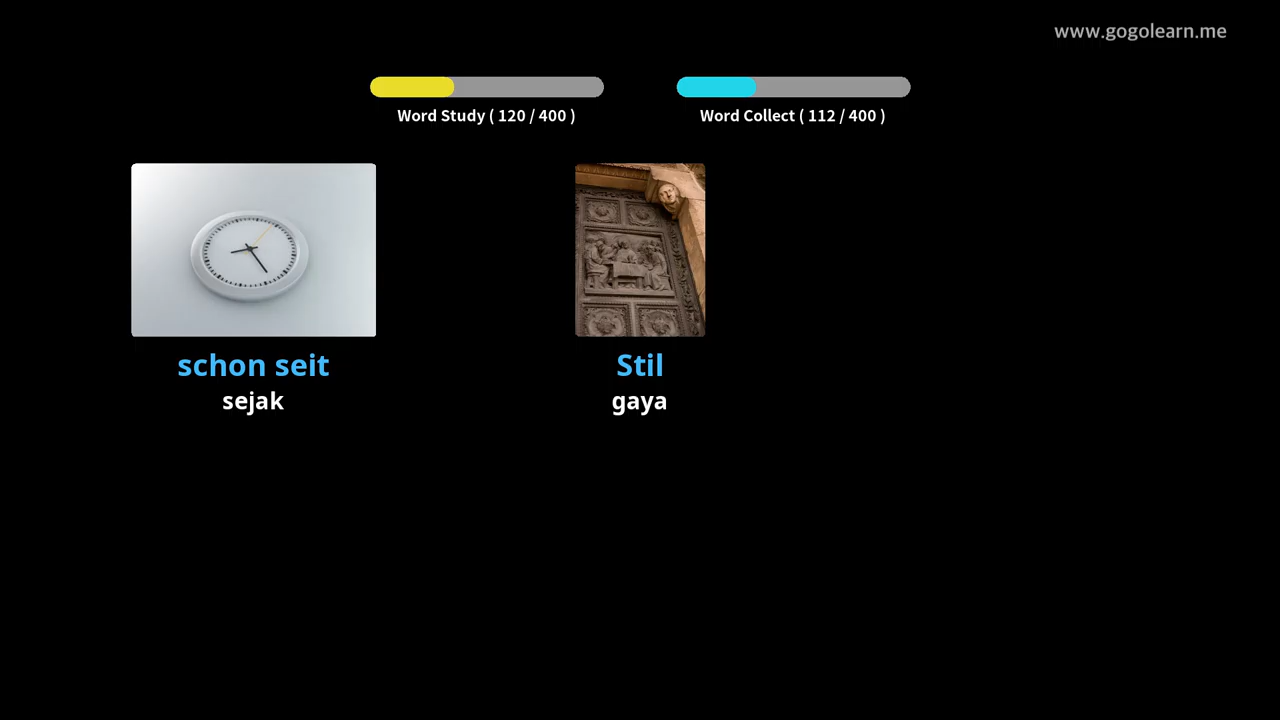 www.gogolearn.me
Word Study ( 120 / 400 )
Word Collect ( 112 / 400 )
schon seit
sejak
Stil
gaya